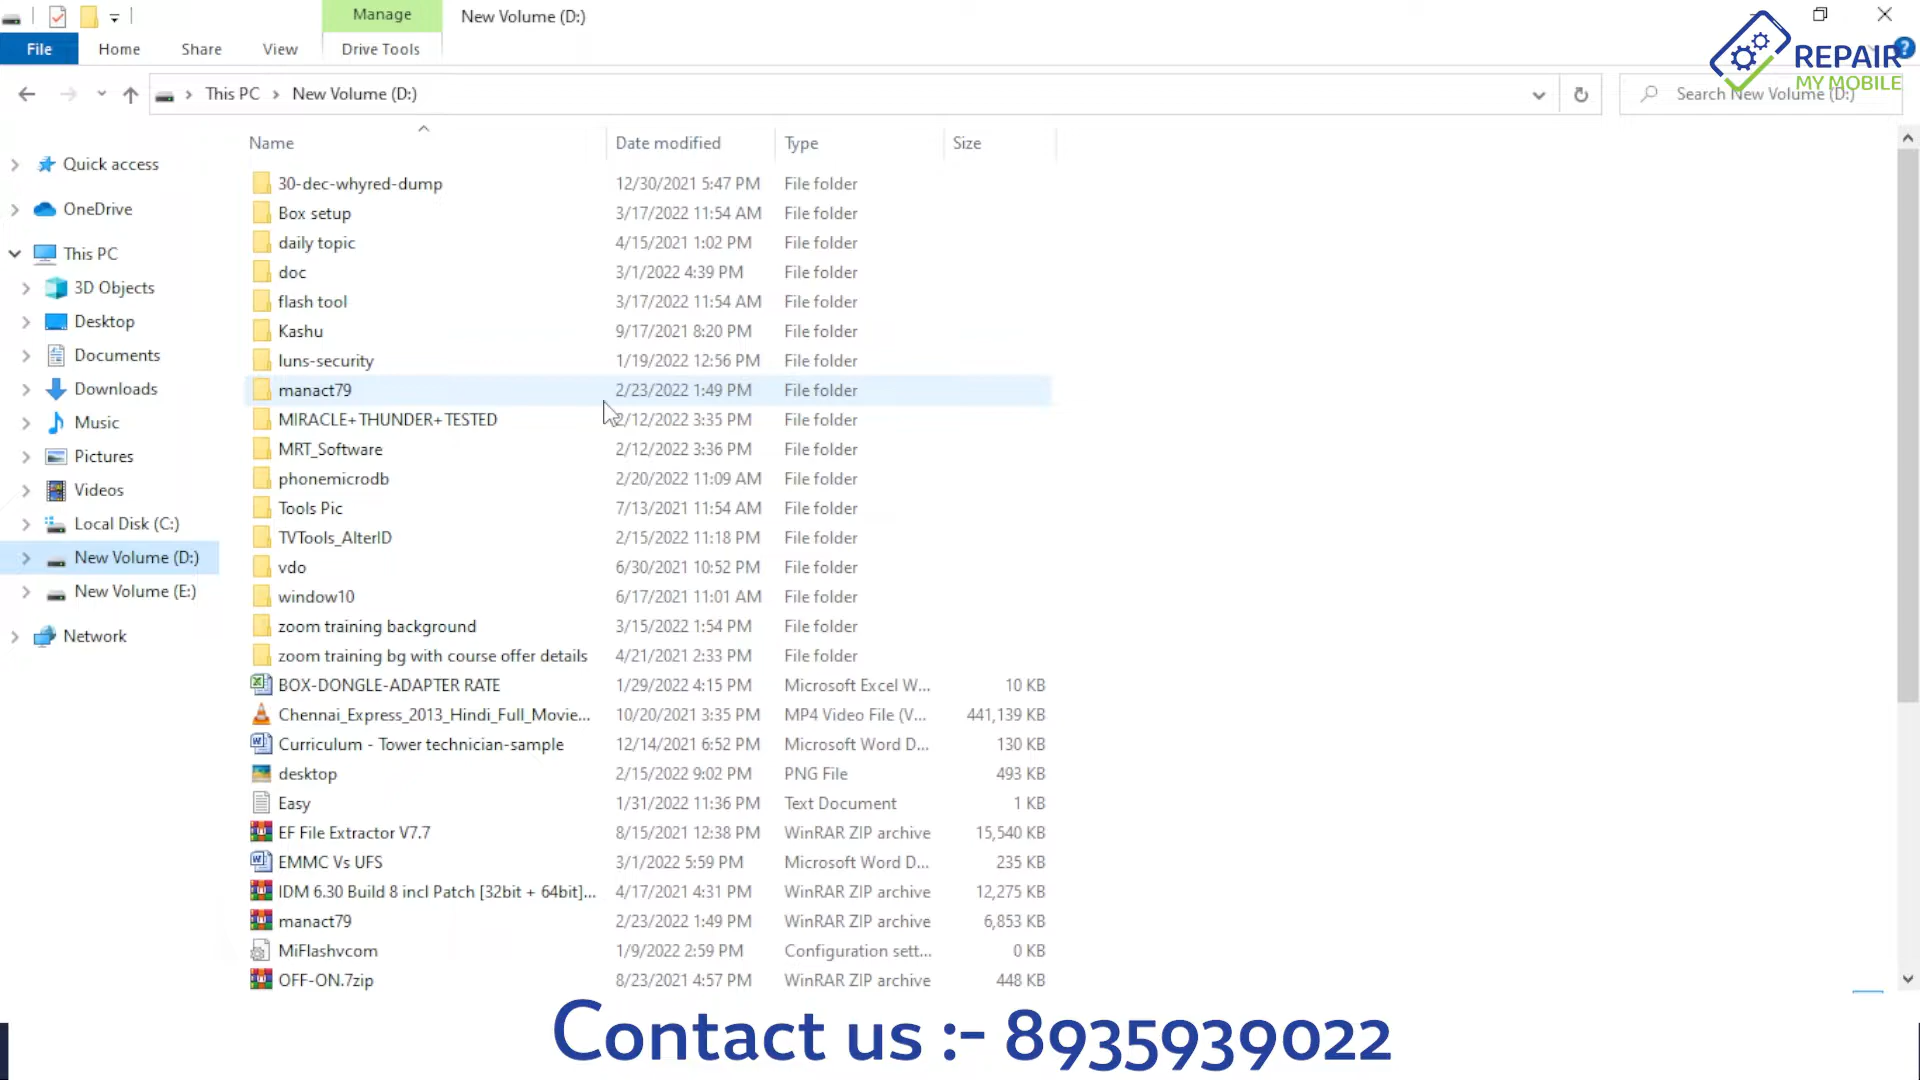 Manage New Volume (D:)
File Home Share View Drive Tools
REPAIR
MY MOBILE
This PC New Volume (D:) Search New Volume (D:)
Name Date modified Type Size
Quick access
OneDrive
This PC
3D Objects
Desktop
Documents
Downloads
Music
Pictures
Videos
Local Disk (C:)
New Volume (D:)
New Volume (E:)
Network
30-dec-whyred-dump 12/30/2021 5:47 PM File folder
Box setup 3/17/2022 11:54 AM File folder
daily topic 4/15/2021 1:02 PM File folder
doc 3/1/2022 4:39 PM File folder
flash tool 3/17/2022 11:54 AM File folder
Kashu 9/17/2021 8:20 PM File folder
luns-security 1/19/2022 12:56 PM File folder
manact79 2/23/2022 1:49 PM File folder
MIRACLE+THUNDER+TESTED 2/12/2022 3:35 PM File folder
MRT_Software 2/12/2022 3:36 PM File folder
phonemicrodb 2/20/2022 11:09 AM File folder
Tools Pic 7/13/2021 11:54 AM File folder
TVTools_AlterID 2/15/2022 11:18 PM File folder
vdo 6/30/2021 10:52 PM File folder
window10 6/17/2021 11:01 AM File folder
zoom training background 3/15/2022 1:54 PM File folder
zoom training bg with course offer details 4/21/2021 2:33 PM File folder
BOX-DONGLE-ADAPTER RATE 1/29/2022 4:15 PM Microsoft Excel W... 10 KB
Chennai_Express_2013_Hindi_Full_Movie... 10/20/2021 3:35 PM MP4 Video File (V... 441,139 KB
Curriculum - Tower technician-sample 12/14/2021 6:52 PM Microsoft Word D... 130 KB
desktop 2/15/2022 9:02 PM PNG File 493 KB
Easy 1/31/2022 11:36 PM Text Document 1 KB
EF File Extractor V7.7 8/15/2021 12:38 PM WinRAR ZIP archive 15,540 KB
EMMC Vs UFS 3/1/2022 5:59 PM Microsoft Word D... 235 KB
IDM 6.30 Build 8 incl Patch [32bit + 64bit]... 4/17/2021 4:31 PM WinRAR ZIP archive 12,275 KB
manact79 2/23/2022 1:49 PM WinRAR ZIP archive 6,853 KB
MiFlashvcom 1/9/2022 2:59 PM Configuration sett... 0 KB
OFF-ON.7zip 8/23/2021 4:57 PM WinRAR ZIP archive 448 KB
Contact us :- 8935939022